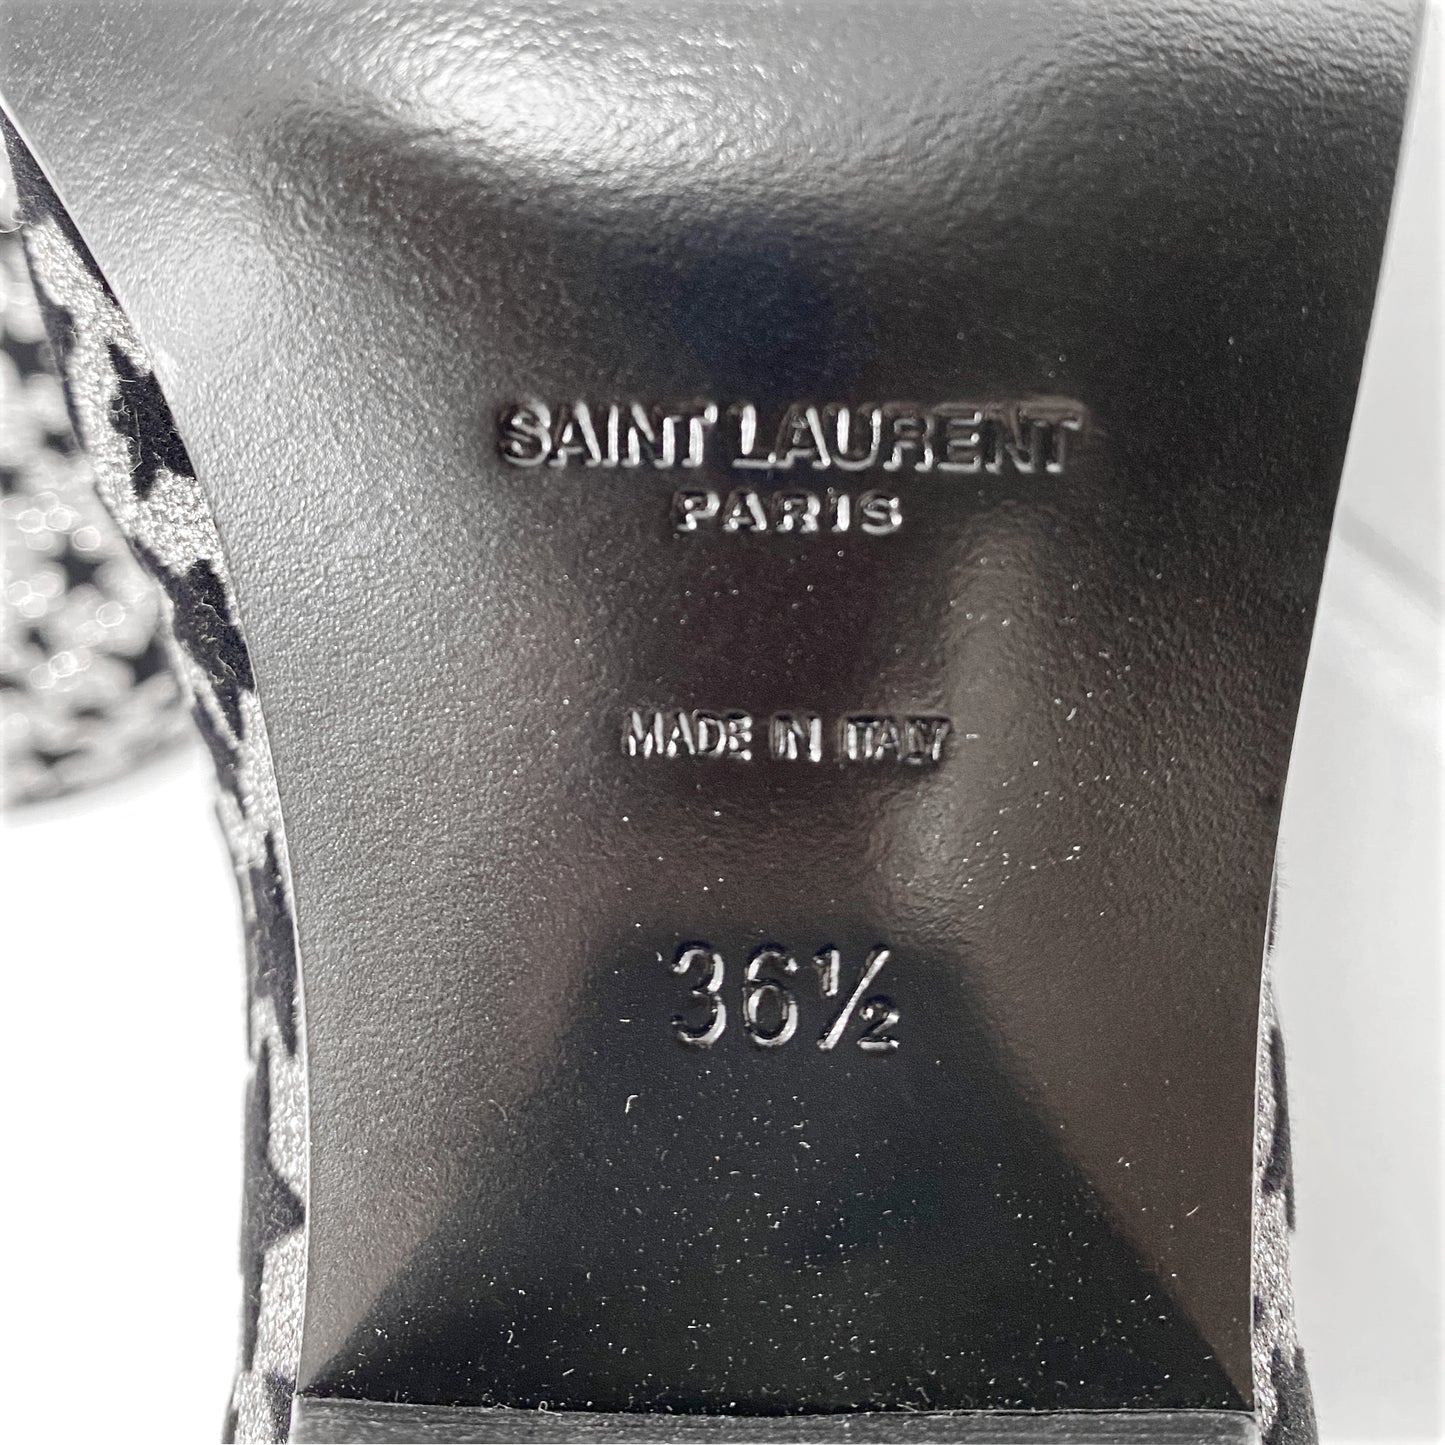 SAINT LAURENT
PARIS
MADE IN ITALY
36½